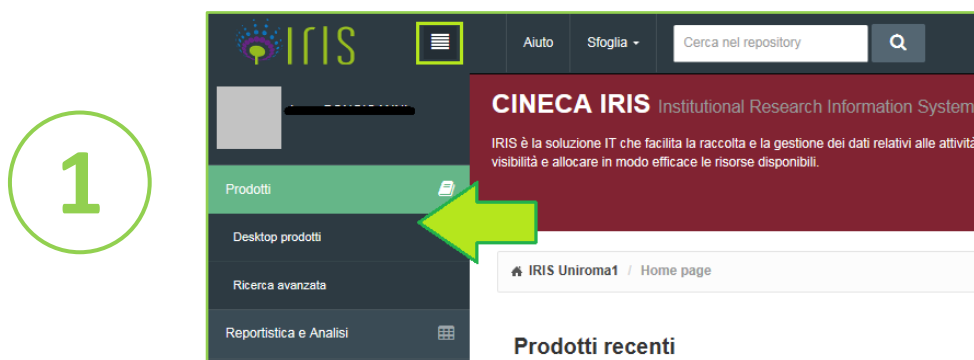 1
IRIS
Aiuto
Sfoglia
Cerca nel repository
CINECA IRIS Institutional Research Information System
IRIS è la soluzione IT che facilita la raccolta e la gestione dei dati relativi alle attività
visibilità e allocare in modo efficace le risorse disponibili.
Prodotti
Desktop prodotti
Ricerca avanzata
Reportistica e Analisi
IRIS Uniroma1 / Home page
Prodotti recenti